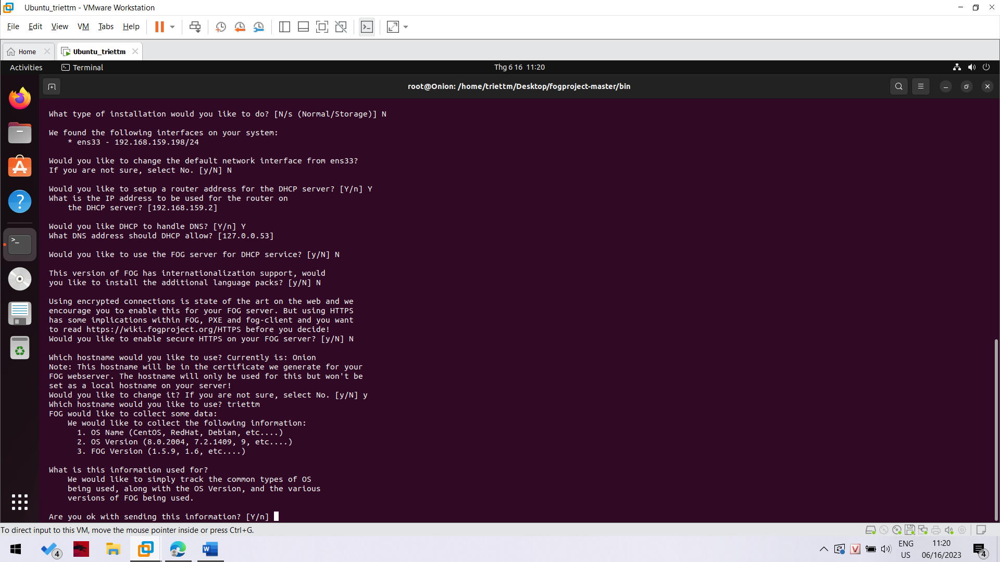 Ubuntu_triettm - VMware Workstation
File Edit View VM Tabs Help
Home Ubuntu_triettm
Activities Terminal Thg 6 16 11:20
root@Onion: /home/triettm/Desktop/fogproject-master/bin
What type of installation would you like to do? [N/s (Normal/Storage)] N
We found the following interfaces on your system:
* ens33 - 192.168.159.198/24
Would you like to change the default network interface from ens33?
If you are not sure, select No. [y/N] N
Would you like to setup a router address for the DHCP server? [Y/n] Y
What is the IP address to be used for the router on
the DHCP server? [192.168.159.2]
Would you like DHCP to handle DNS? [Y/n] Y
What DNS address should DHCP allow? [127.0.0.53]
Would you like to use the FOG server for DHCP service? [y/N] N
This version of FOG has internationalization support, would
you like to install the additional language packs? [y/N] N
Using encrypted connections is state of the art on the web and we
encourage you to enable this for your FOG server. But using HTTPS
has some implications within FOG, PXE and fog-client and you want
to read https://wiki.fogproject.org/HTTPS before you decide!
Would you like to enable secure HTTPS on your FOG server? [y/N] N
Which hostname would you like to use? Currently is: Onion
Note: This hostname will be in the certificate we generate for your
FOG webserver. The hostname will only be used for this but won't be
set as a local hostname on your server!
Would you like to change it? If you are not sure, select No. [y/N] y
Which hostname would you like to use? triettm
FOG would like to collect some data:
We would like to collect the following information:
1. OS Name (CentOS, RedHat, Debian, etc....)
2. OS Version (8.0.2004, 7.2.1409, 9, etc....)
3. FOG Version (1.5.9, 1.6, etc....)
What is this information used for?
We would like to simply track the common types of OS
being used, along with the OS Version, and the various
versions of FOG being used.
Are you ok with sending this information? [Y/n]
To direct input to this VM, move the mouse pointer inside or press Ctrl+G.
4
W
V
ENG
US
11:20
06/16/2023
4